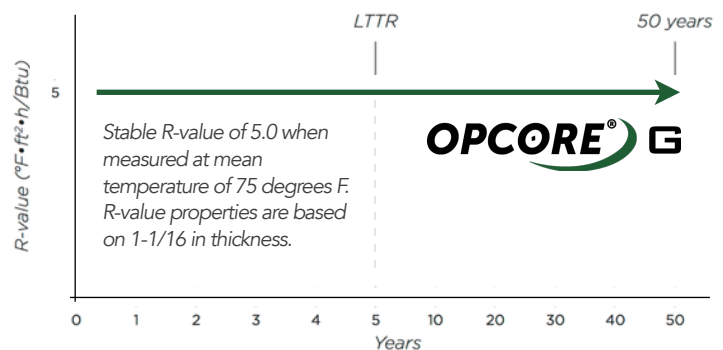 LTTR
50 years
R-value (°F•ft²•h/Btu)
5
Stable R-value of 5.0 when
measured at mean
temperature of 75 degrees F.
R-value properties are based
on 1-1/16 in thickness.
OPCORE® G
0 1 2 3 4 5 10 20 30 40 50
Years